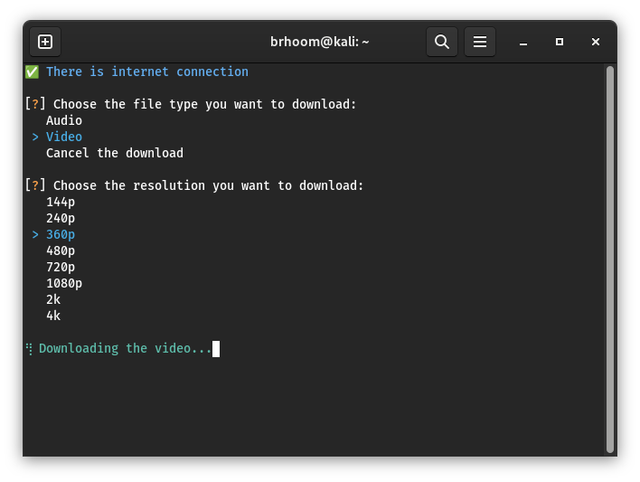 brhoom@kali: ~
✅ There is internet connection
[?] Choose the file type you want to download:
Audio
> Video
Cancel the download
[?] Choose the resolution you want to download:
144p
240p
> 360p
480p
720p
1080p
2k
4k
Downloading the video...